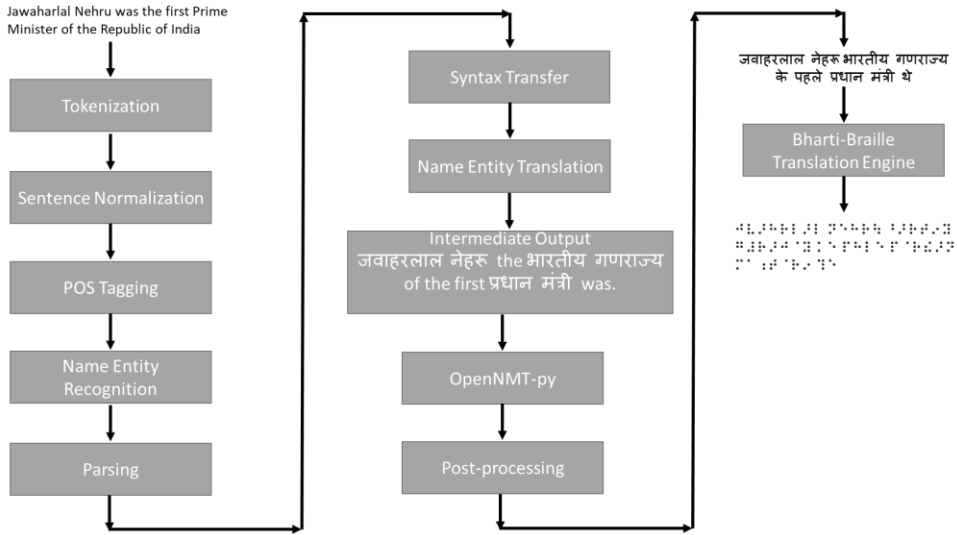 Jawaharlal Nehru was the first Prime
Minister of the Republic of India
Tokenization
Sentence Normalization
POS Tagging
Name Entity
Recognition
Parsing
Syntax Transfer
Name Entity Translation
Intermediate Output
जवाहरलाल नेहरू the भारतीय गणराज्य
of the first प्रधान मंत्री was.
OpenNMT-py
Post-processing
जवाहरलाल नेहरू भारतीय गणराज्य
के पहले प्रधान मंत्री थे
Bharti-Braille
Translation Engine